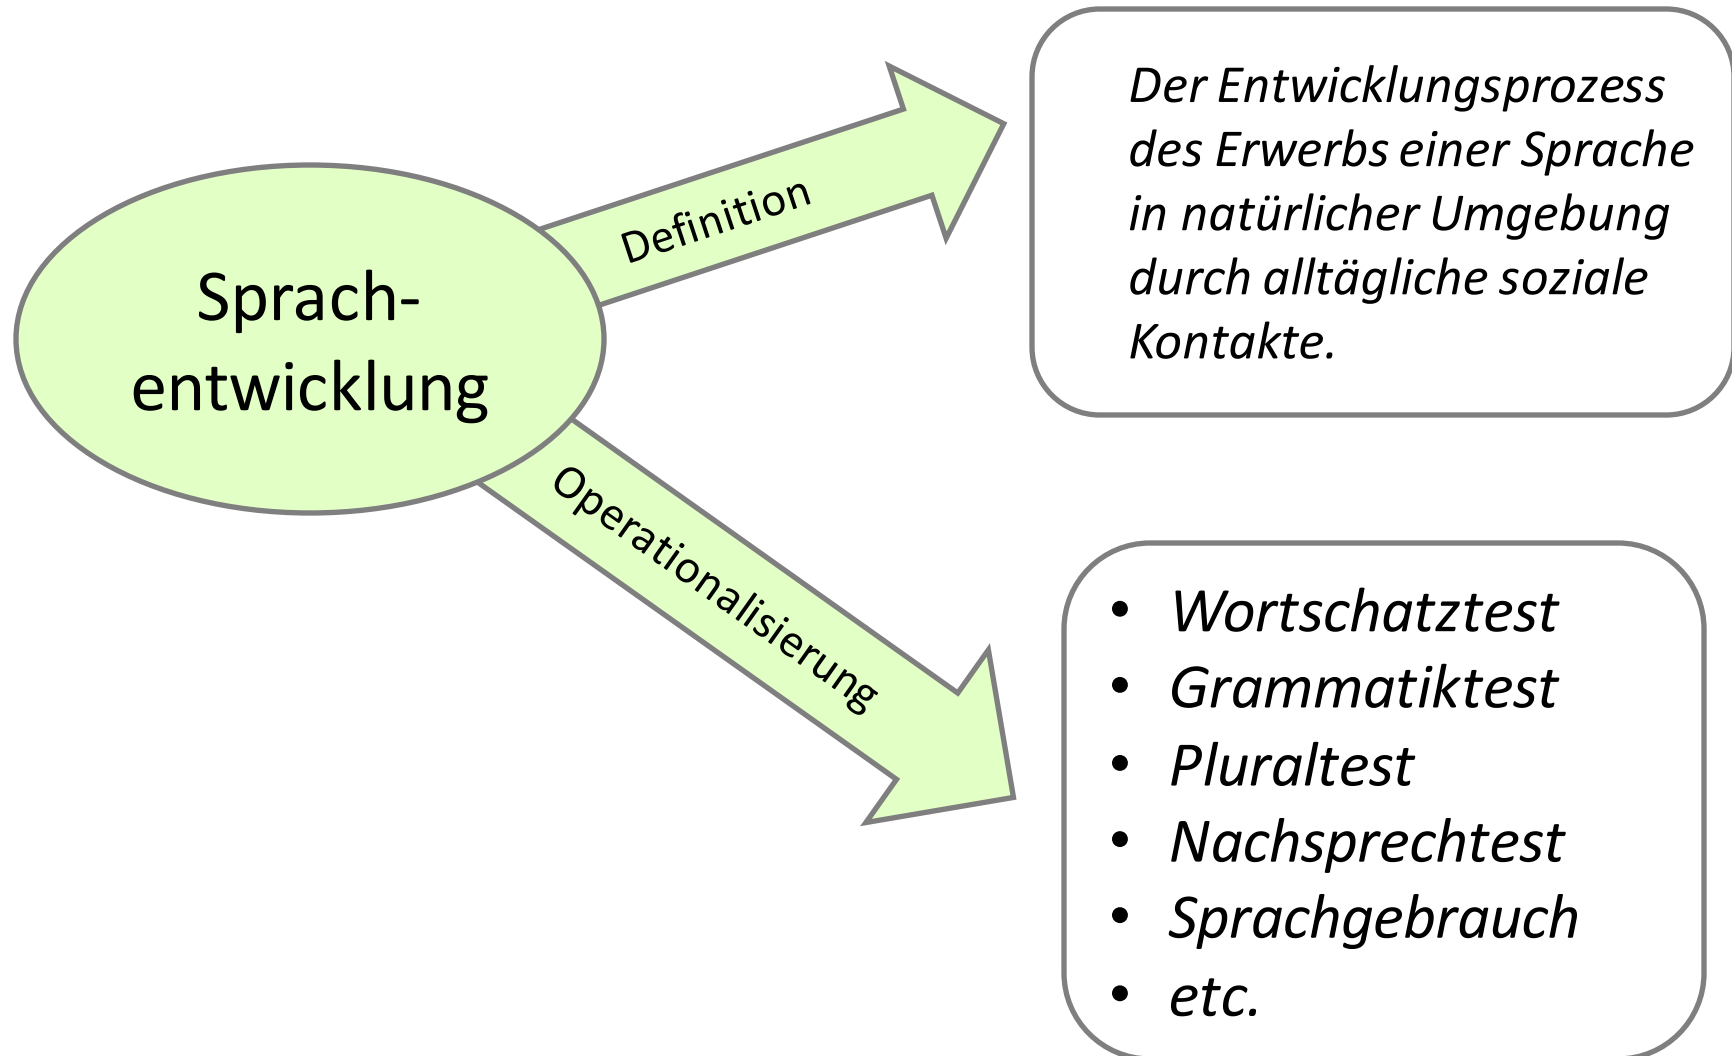 Sprach-
entwicklung
Definition
Der Entwicklungsprozess
des Erwerbs einer Sprache
in natürlicher Umgebung
durch alltägliche soziale
Kontakte.
Operationalisierung
• Wortschatztest
• Grammatiktest
• Pluraltest
• Nachsprechtest
• Sprachgebrauch
• etc.